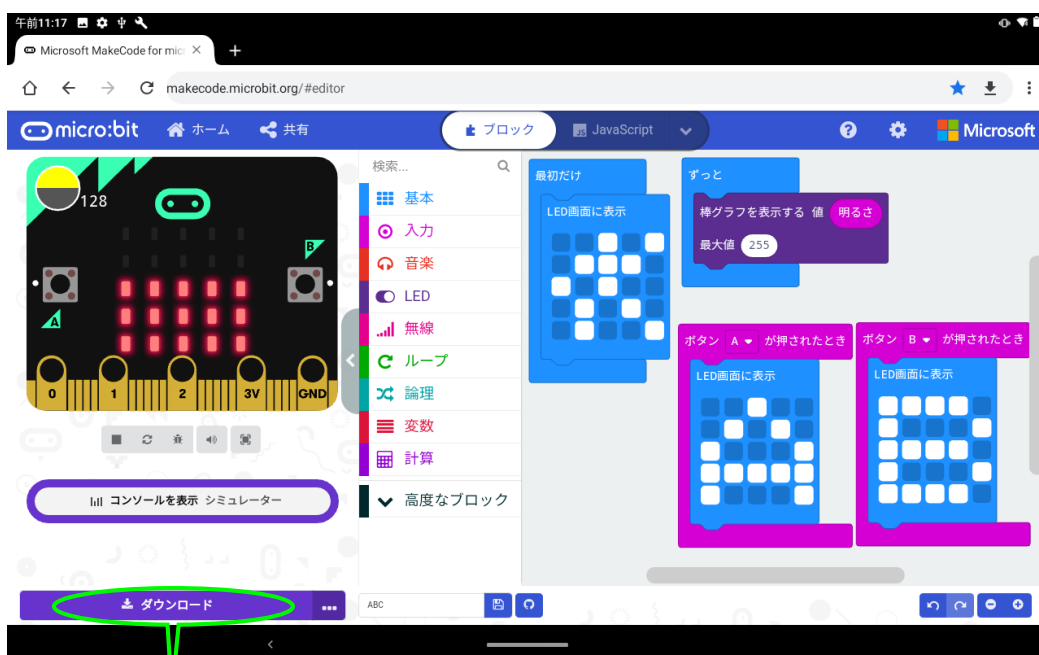 午前11:17
Microsoft MakeCode for mic
makecode.microbit.org/#editor
micro:bit
ホーム
共有
ブロック
JS JavaScript
Microsoft
128
B
A
0 1 2 3V GND
コンソールを表示 シミュレーター
ダウンロード
検索...
基本
入力
音楽
LED
無線
ループ
論理
変数
計算
高度なブロック
ABC
最初だけ
LED画面に表示
ずっと
棒グラフを表示する 値 明るさ
最大値 255
ボタン A が押されたとき
LED画面に表示
ボタン B が押されたとき
LED画面に表示